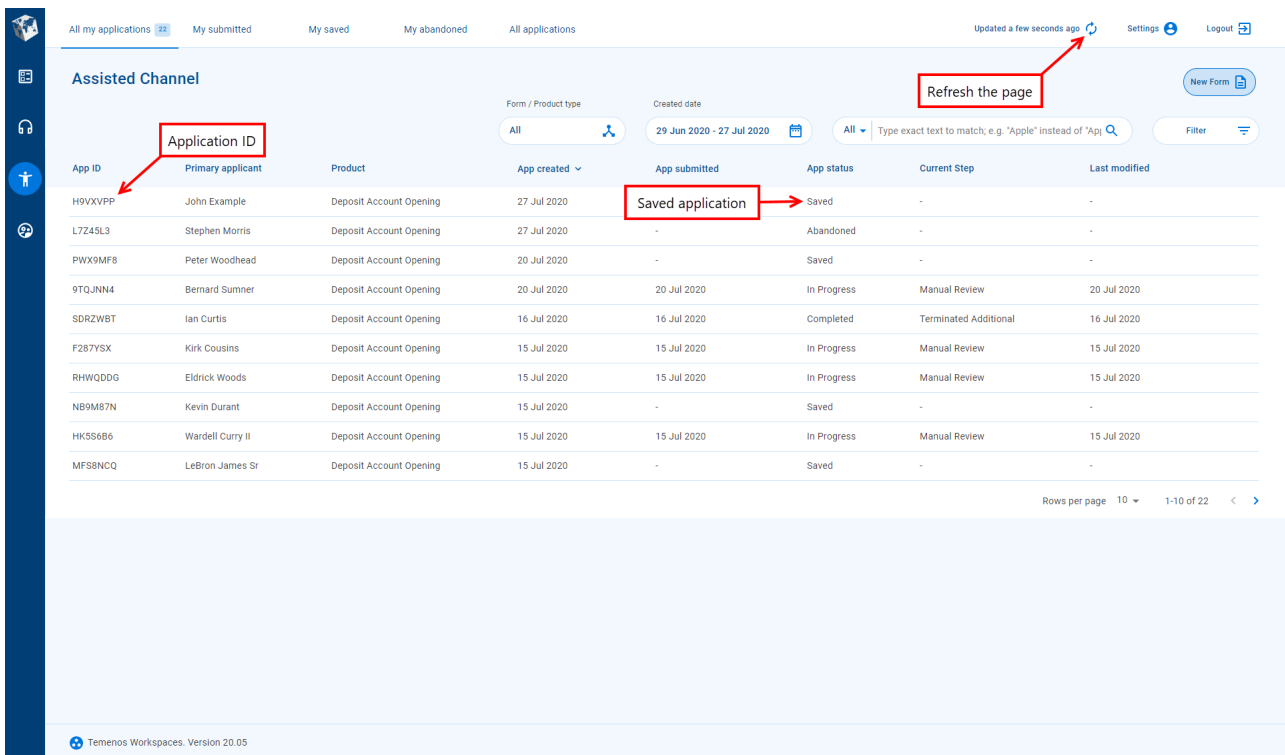 All my applications 22 My submitted My saved My abandoned All applications Updated a few seconds ago Settings Logout
Assisted Channel
New Form
Refresh the page
Form / Product type Created date
All 29 Jun 2020 - 27 Jul 2020 All Type exact text to match; e.g. "Apple" instead of "App Filter
Application ID
App ID Primary applicant Product App created App submitted App status Current Step Last modified
H9VXVPP John Example Deposit Account Opening 27 Jul 2020 Saved application Saved - -
L7Z45L3 Stephen Morris Deposit Account Opening 27 Jul 2020 - Abandoned - -
PWX9MF8 Peter Woodhead Deposit Account Opening 20 Jul 2020 - Saved - -
9TQJNN4 Bernard Sumner Deposit Account Opening 20 Jul 2020 20 Jul 2020 In Progress Manual Review 20 Jul 2020
SDRZWBT Ian Curtis Deposit Account Opening 16 Jul 2020 16 Jul 2020 Completed Terminated Additional 16 Jul 2020
F287YSX Kirk Cousins Deposit Account Opening 15 Jul 2020 15 Jul 2020 In Progress Manual Review 15 Jul 2020
RHWQDDG Eldrick Woods Deposit Account Opening 15 Jul 2020 15 Jul 2020 In Progress Manual Review 15 Jul 2020
NB9M87N Kevin Durant Deposit Account Opening 15 Jul 2020 - Saved - -
HK5S6B6 Wardell Curry II Deposit Account Opening 15 Jul 2020 15 Jul 2020 In Progress Manual Review 15 Jul 2020
MFS8NCQ LeBron James Sr Deposit Account Opening 15 Jul 2020 - Saved - -
Rows per page 10 1-10 of 22
Temenos Workspaces. Version 20.05